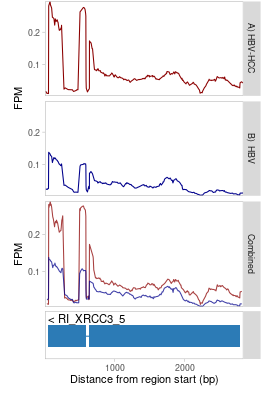 0.2
0.1
A) HBV-HCC
FPM
0.2
0.1
B) HBV
0.2
0.1
Combined
FPM
< RI_XRCC3_5
1000
2000
Distance from region start (bp)